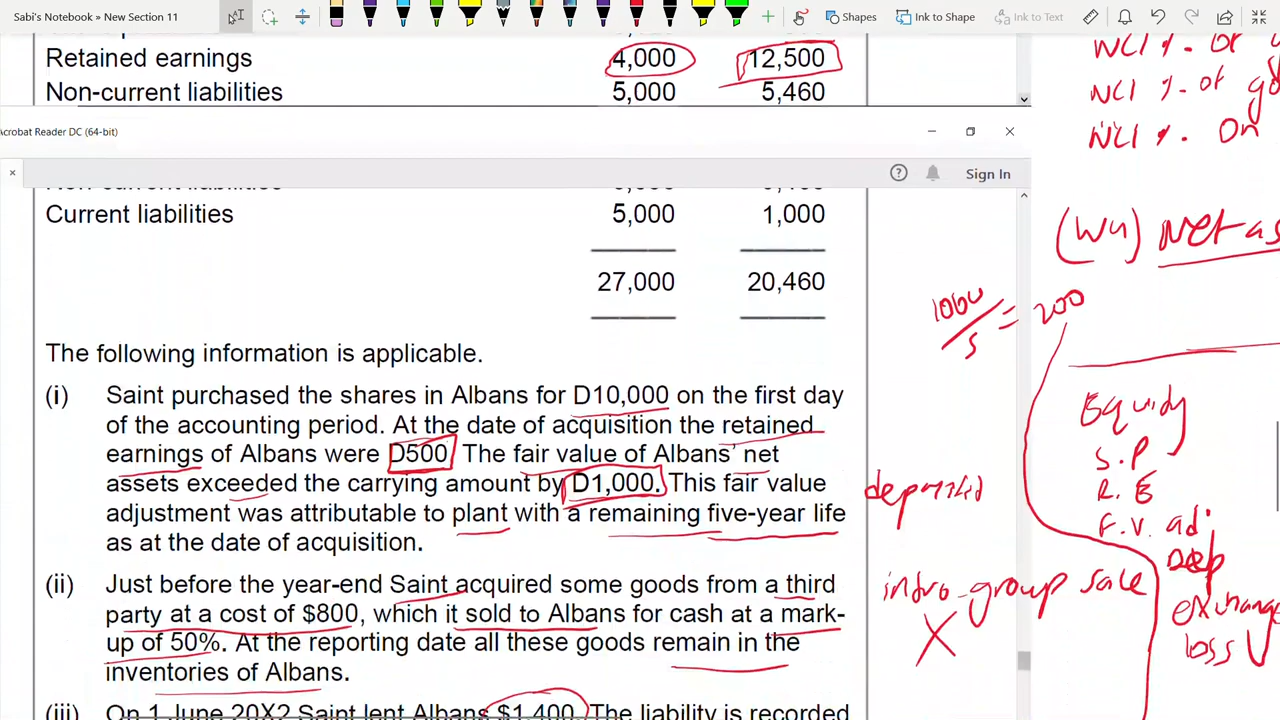 Sabi's Notebook » New Section 11
Shapes
Ink to Shape
Ink to Text
Retained earnings 4,000 12,500
Non-current liabilities 5,000 5,460
Acrobat Reader DC (64-bit)
Sign In
Current liabilities 5,000 1,000
27,000 20,460
The following information is applicable.
(i) Saint purchased the shares in Albans for D10,000 on the first day
of the accounting period. At the date of acquisition the retained
earnings of Albans were D500 The fair value of Albans' net
assets exceeded the carrying amount by D1,000. This fair value
adjustment was attributable to plant with a remaining five-year life
as at the date of acquisition.
(ii) Just before the year-end Saint acquired some goods from a third
party at a cost of $800, which it sold to Albans for cash at a mark-
up of 50%. At the reporting date all these goods remain in the
inventories of Albans.
(iii) On 1 June 20X2 Saint lent Albans $1,400. The liability is recorded
NCI %. of
NCI %. of go
NCI %. On
(W4) Net as
1000/5 = 200
Equity
S.P
R.E
F.V. adj
Dep
exchange
loss
intra-group sale
X